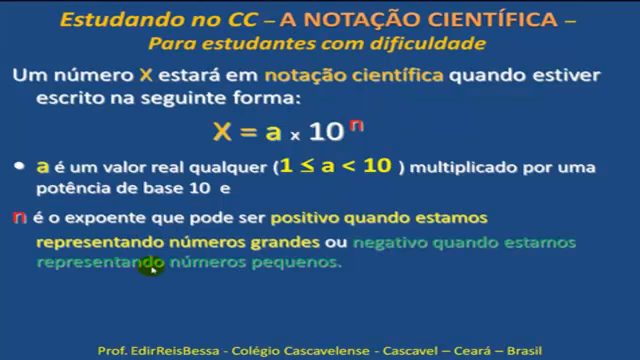 Estudando no CC – A NOTAÇÃO CIENTÍFICA –
Para estudantes com dificuldade
Um número X estará em notação científica quando estiver
escrito na seguinte forma:
X = a x 10ⁿ
• a é um valor real qualquer (1 ≤ a < 10 ) multiplicado por uma
potência de base 10 e
n é o expoente que pode ser positivo quando estamos
representando números grandes ou negativo quando estamos
representando números pequenos.
Prof. EdirReisBessa - Colégio Cascavelense - Cascavel – Ceará – Brasil